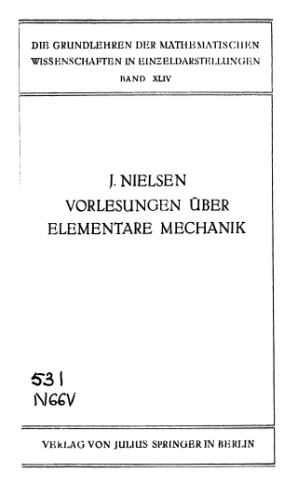 DIE GRUNDLEHREN DER MATHEMATISCHEN
WISSENSCHAFTEN IN EINZELDARSTELLUNGEN
BAND XLIV
J. NIELSEN
VORLESUNGEN ÜBER
ELEMENTARE MECHANIK
531
N66V
VERLAG VON JULIUS SPRINGER IN BERLIN